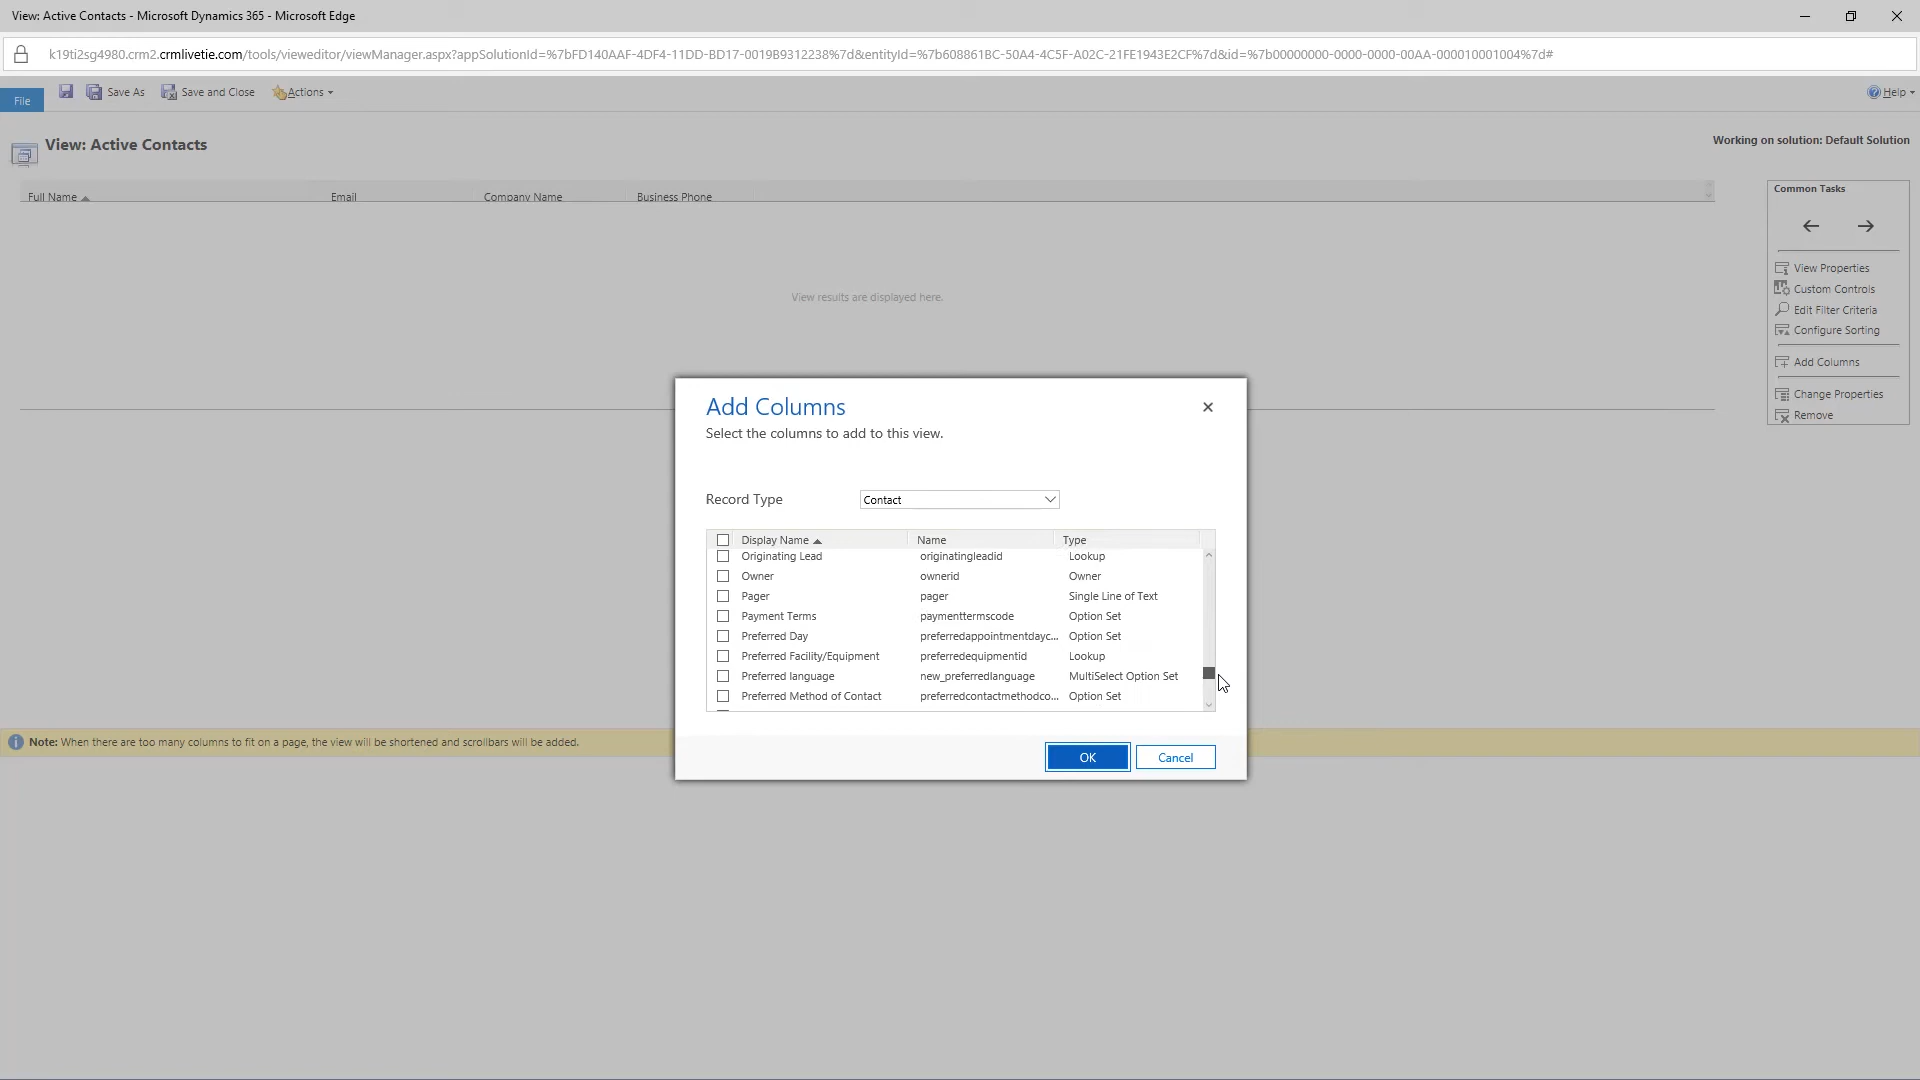 View: Active Contacts - Microsoft Dynamics 365 - Microsoft Edge
k19ti2sg4980.crm2.crmlivetie.com/tools/vieweditor/viewManager.aspx?appSolutionId=%7bFD140AAF-4DF4-11DD-BD17-0019B9312238%7d&entityId=%7b608861BC-50A4-4C5F-A02C-21FE1943E2CF%7d&id=%7b00000000-0000-0000-00AA-000010001004%7d#
File Save As Save and Close Actions Help
View: Active Contacts
Working on solution: Default Solution
Full Name Email Company Name Business Phone
View results are displayed here.
Common Tasks
View Properties
Custom Controls
Edit Filter Criteria
Configure Sorting
Add Columns
Change Properties
Remove
Add Columns
Select the columns to add to this view.
Record Type Contact
Display Name Name Type
Originating Lead originatingleadid Lookup
Owner ownerid Owner
Pager pager Single Line of Text
Payment Terms paymenttermscode Option Set
Preferred Day preferredappointmentdayc... Option Set
Preferred Facility/Equipment preferredequipmentid Lookup
Preferred language new_preferredlanguage MultiSelect Option Set
Preferred Method of Contact preferredcontactmethodco... Option Set
OK Cancel
Note: When there are too many columns to fit on a page, the view will be shortened and scrollbars will be added.